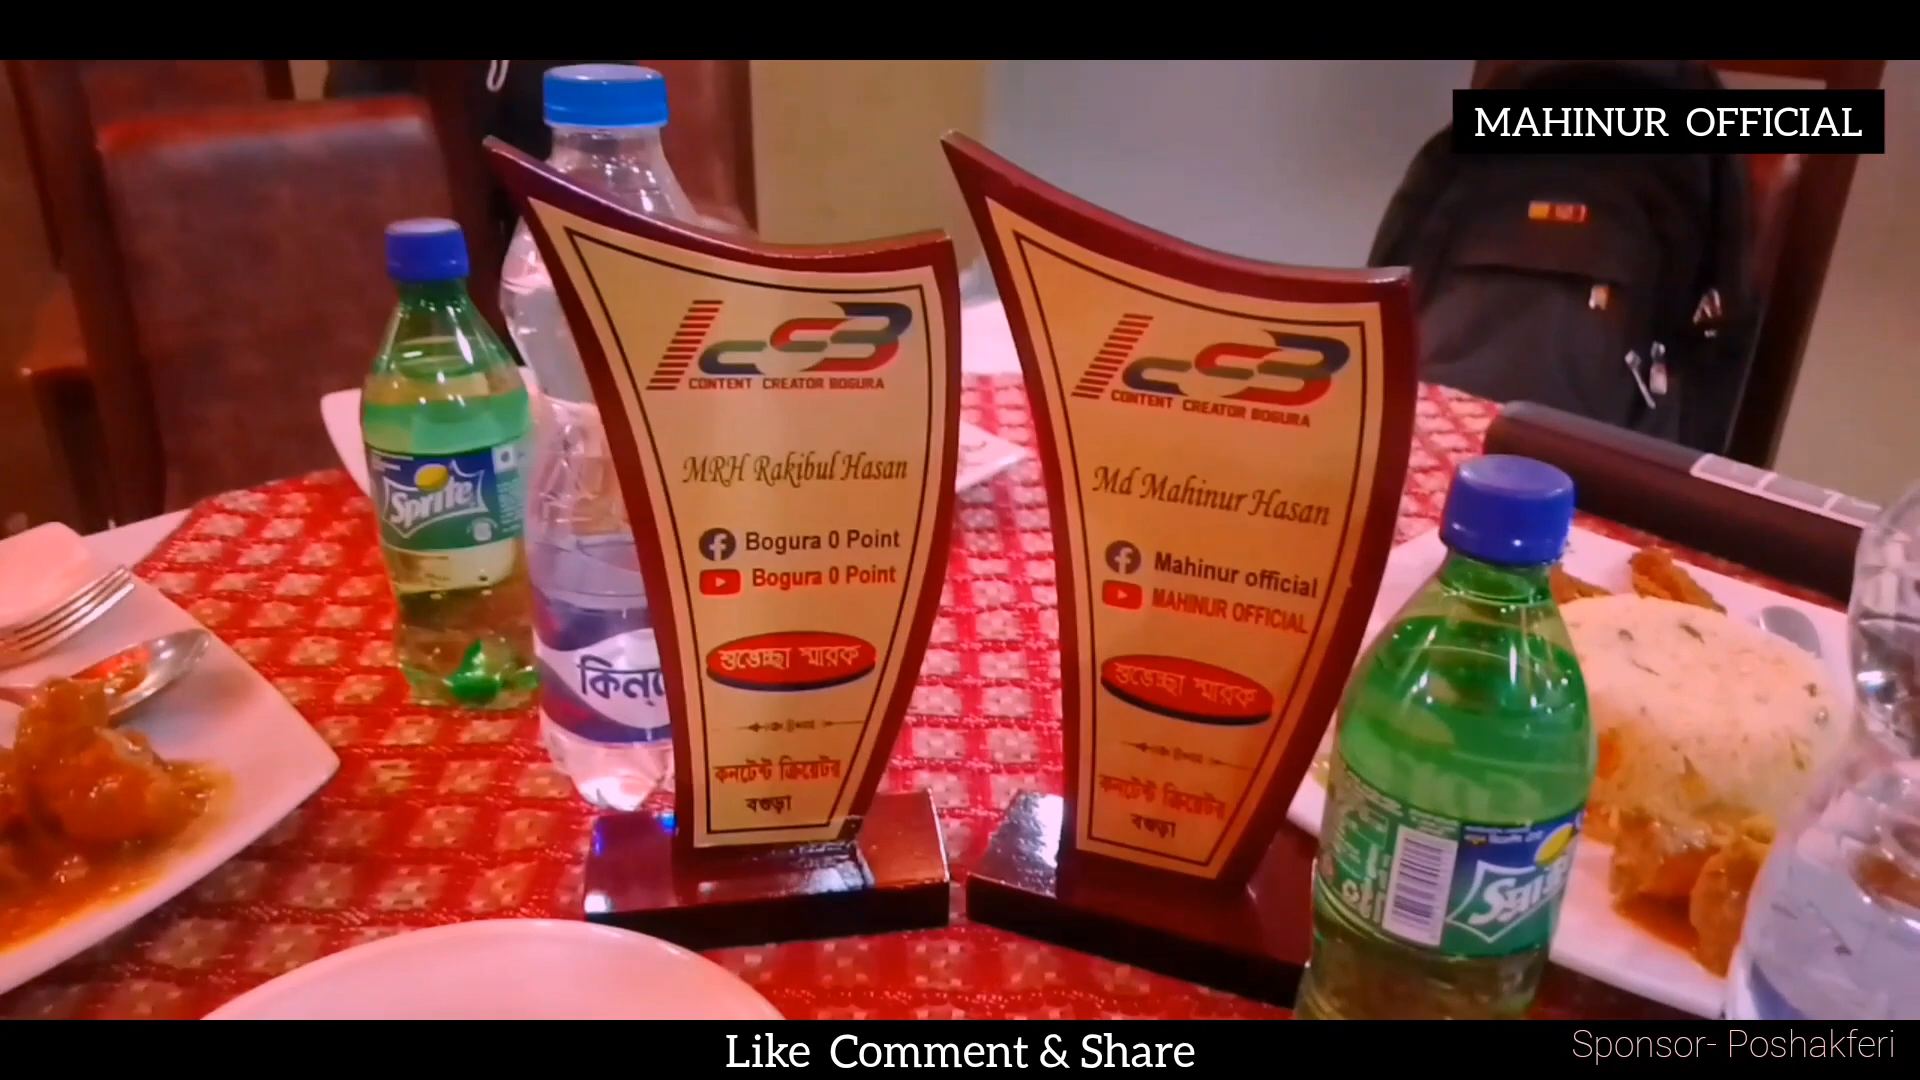 MAHINUR OFFICIAL
CCB
CONTENT CREATOR BOGURA
MRH Rakibul Hasan
Bogura 0 Point
Bogura 0 Point
শুভেচ্ছা স্মারক
কনটেন্ট ক্রিয়েটর
বগুড়া
CCB
CONTENT CREATOR BOGURA
Md Mahinur Hasan
Mahinur official
MAHINUR OFFICIAL
শুভেচ্ছা স্মারক
কনটেন্ট ক্রিয়েটর
বগুড়া
Sprite
Like Comment & Share
Sponsor- Poshakferi